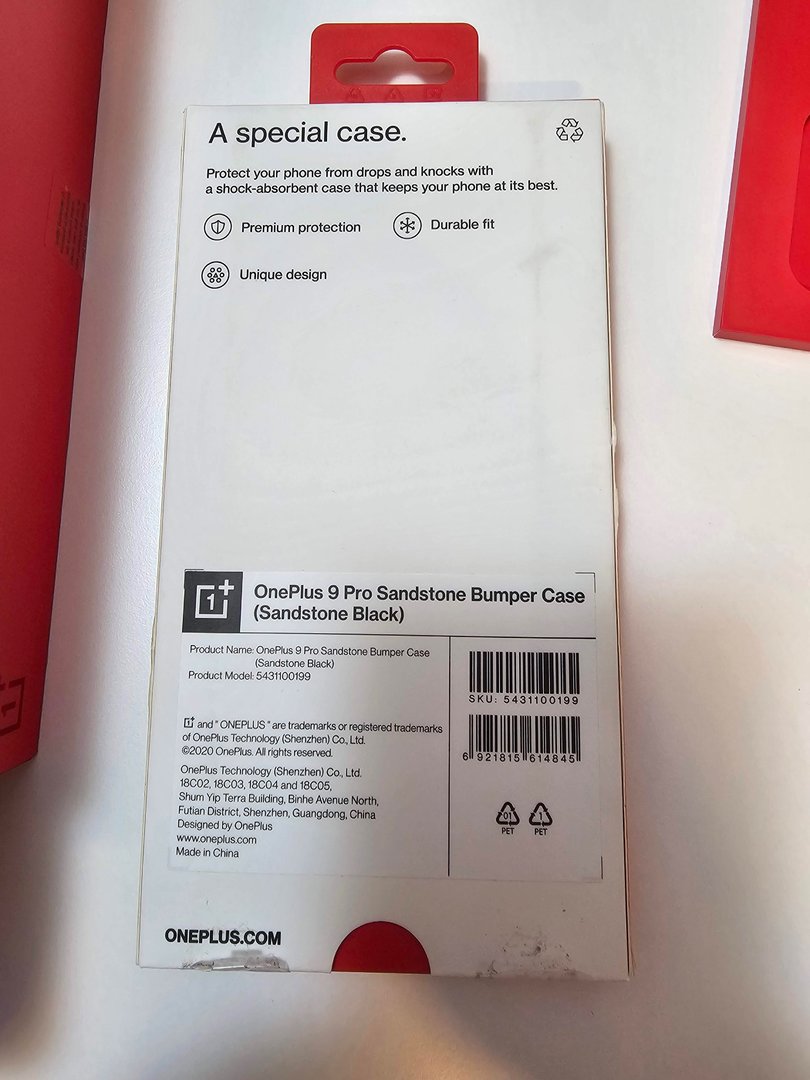 A special case.
Protect your phone from drops and knocks with
a shock-absorbent case that keeps your phone at its best.
Premium protection
Durable fit
Unique design
OnePlus 9 Pro Sandstone Bumper Case
(Sandstone Black)
Product Name: OnePlus 9 Pro Sandstone Bumper Case
(Sandstone Black)
Product Model: 5431100199
and " ONEPLUS " are trademarks or registered trademarks
of OnePlus Technology (Shenzhen) Co., Ltd.
©2020 OnePlus. All rights reserved.
OnePlus Technology (Shenzhen) Co., Ltd.
18C02, 18C03, 18C04 and 18C05,
Shum Yip Terra Building, Binhe Avenue North,
Futian District, Shenzhen, Guangdong, China
Designed by OnePlus
www.oneplus.com
Made in China
SKU: 5431100199
6 921815 614845
01 PET
1 PET
ONEPLUS.COM